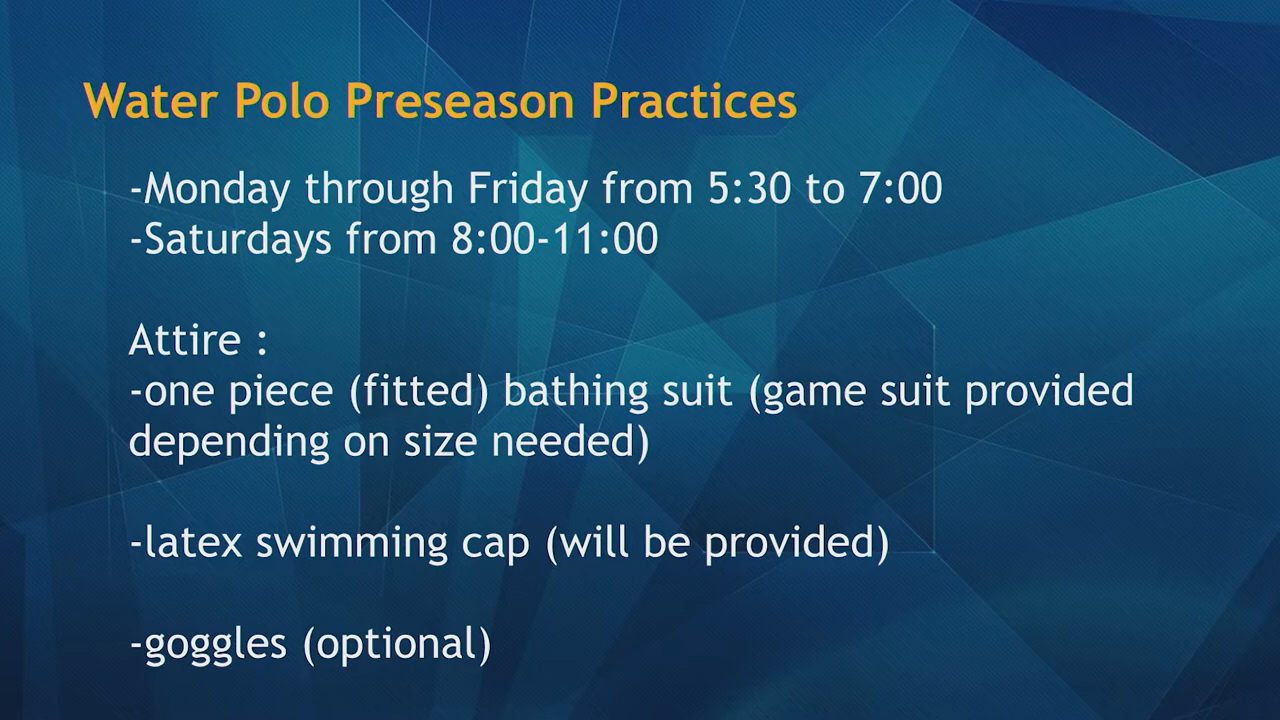 Water Polo Preseason Practices
-Monday through Friday from 5:30 to 7:00
-Saturdays from 8:00-11:00
Attire :
-one piece (fitted) bathing suit (game suit provided
depending on size needed)
-latex swimming cap (will be provided)
-goggles (optional)